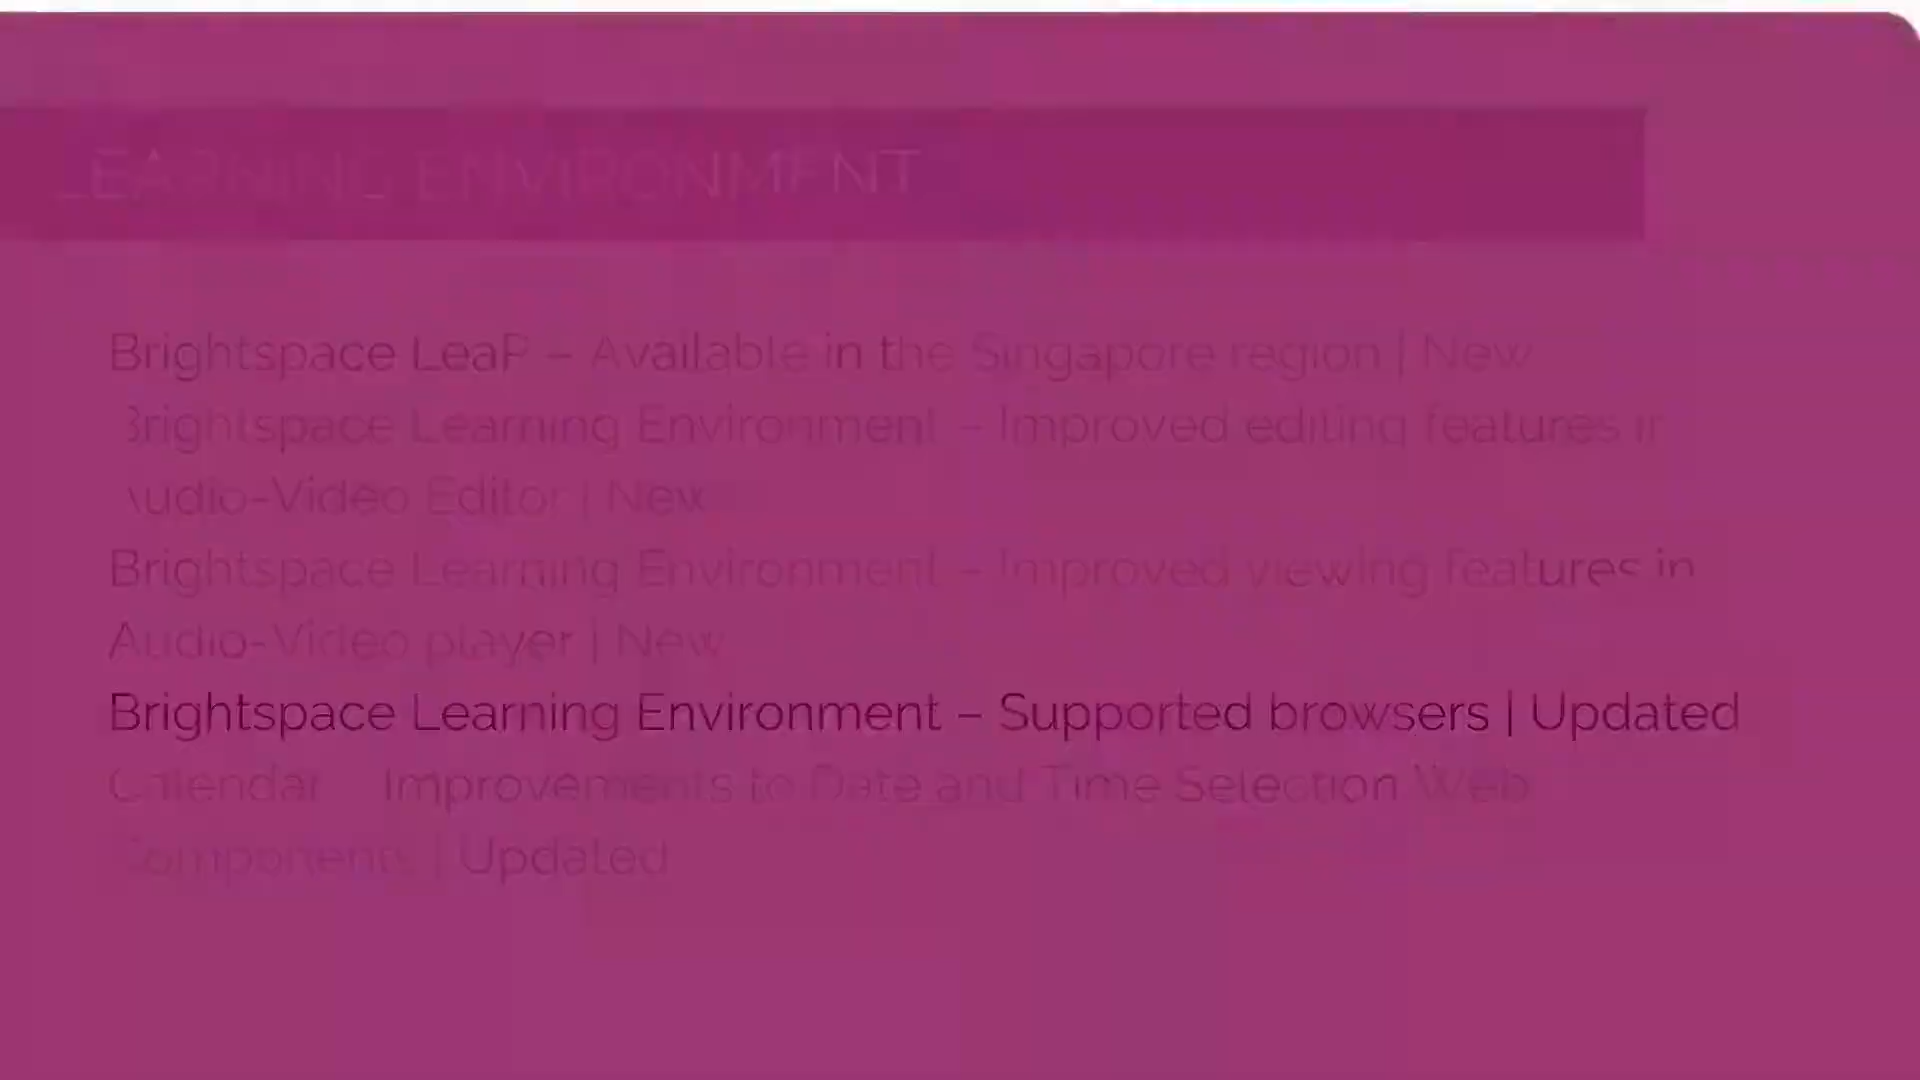 LEARNING ENVIRONMENT
Brightspace LeaP – Available in the Singapore region | New
Brightspace Learning Environment – Improved editing features in
Audio-Video Editor | New
Brightspace Learning Environment – Improved viewing features in
Audio-Video player | New
Brightspace Learning Environment – Supported browsers | Updated
Calendar – Improvements to Date and Time Selection Web
Components | Updated